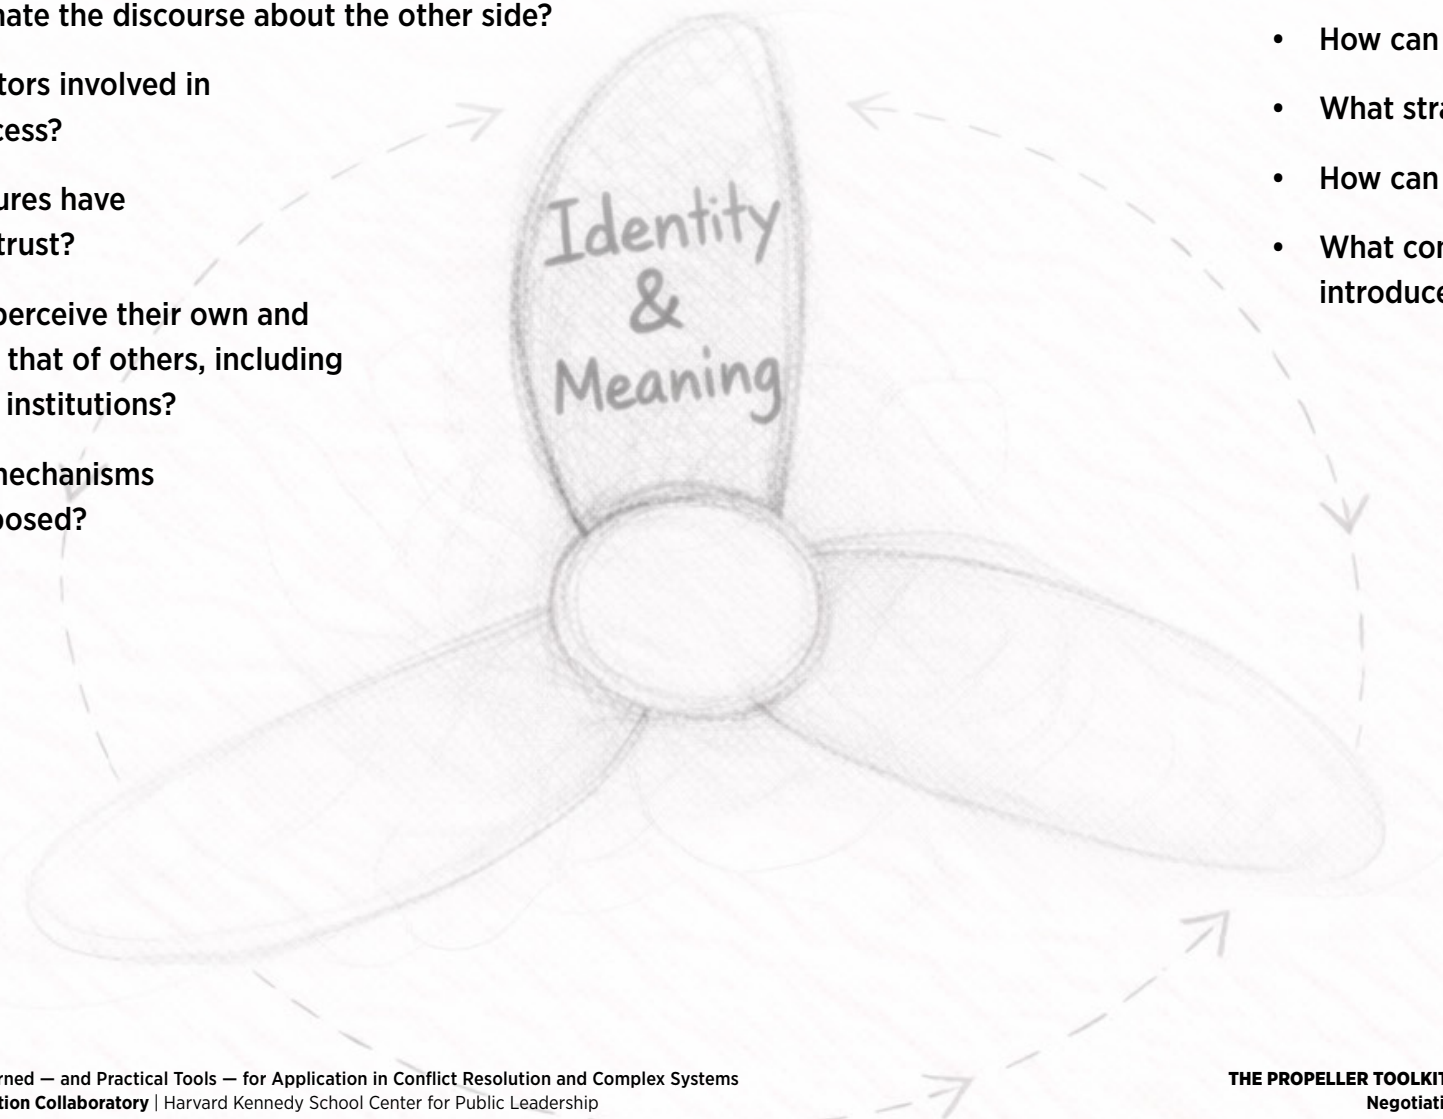 nate the discourse about the other side?
tors involved in
cess?
ures have
trust?
perceive their own and
that of others, including
institutions?
mechanisms
posed?
Identity
&
Meaning
• How can
• What stra
• How can
• What con
introduce
rned — and Practical Tools — for Application in Conflict Resolution and Complex Systems
tion Collaboratory | Harvard Kennedy School Center for Public Leadership
THE PROPELLER TOOLKIT
Negotiati